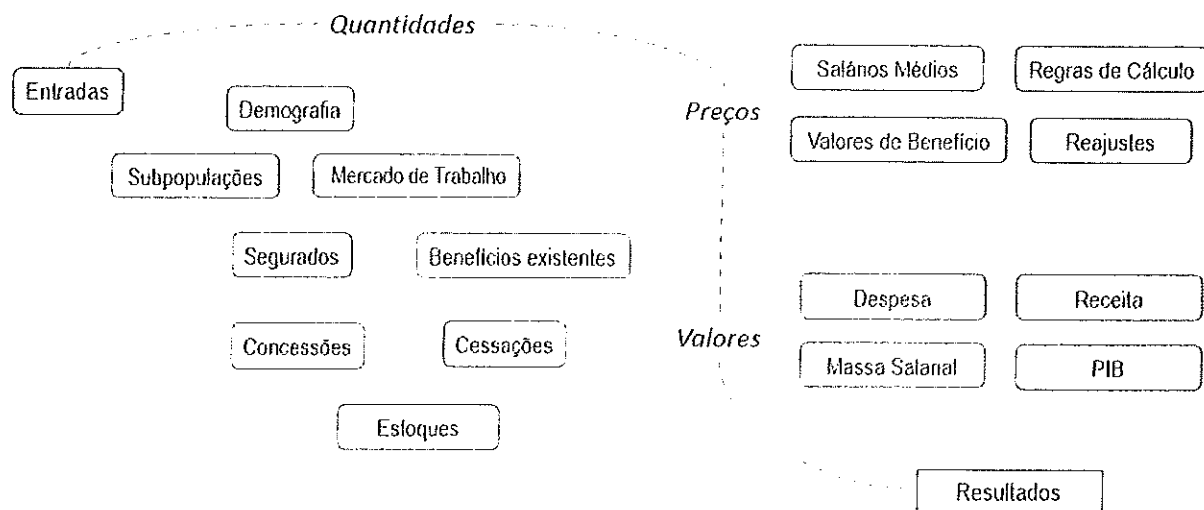 Quantidades
Entradas
Demografia
Subpopulações
Mercado de Trabalho
Segurados
Benefícios existentes
Concessões
Cessações
Estoques
Preços
Salários Médios
Regras de Cálculo
Valores de Benefício
Reajustes
Valores
Despesa
Receita
Massa Salarial
PIB
Resultados